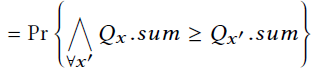 = Pr { ⋀_{∀x′} Q_x.sum ≥ Q_{x′}.sum }